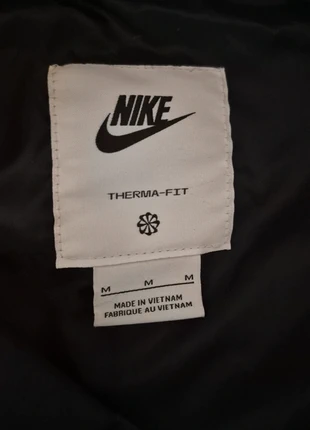 NIKE
THERMA-FIT
M M M
MADE IN VIETNAM
FABRIQUE AU VIETNAM